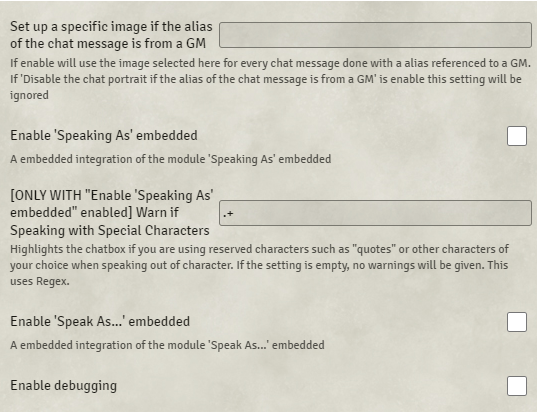 Set up a specific image if the alias
of the chat message is from a GM
If enable will use the image selected here for every chat message done with a alias referenced to a GM.
If 'Disable the chat portrait if the alias of the chat message is from a GM' is enable this setting will be
ignored
Enable 'Speaking As' embedded
A embedded integration of the module 'Speaking As' embedded
[ONLY WITH "Enable 'Speaking As'
embedded" enabled] Warn if
Speaking with Special Characters
.+
Highlights the chatbox if you are using reserved characters such as "quotes" or other characters of
your choice when speaking out of character. If the setting is empty, no warnings will be given. This
uses Regex.
Enable 'Speak As...' embedded
A embedded integration of the module 'Speak As...' embedded
Enable debugging